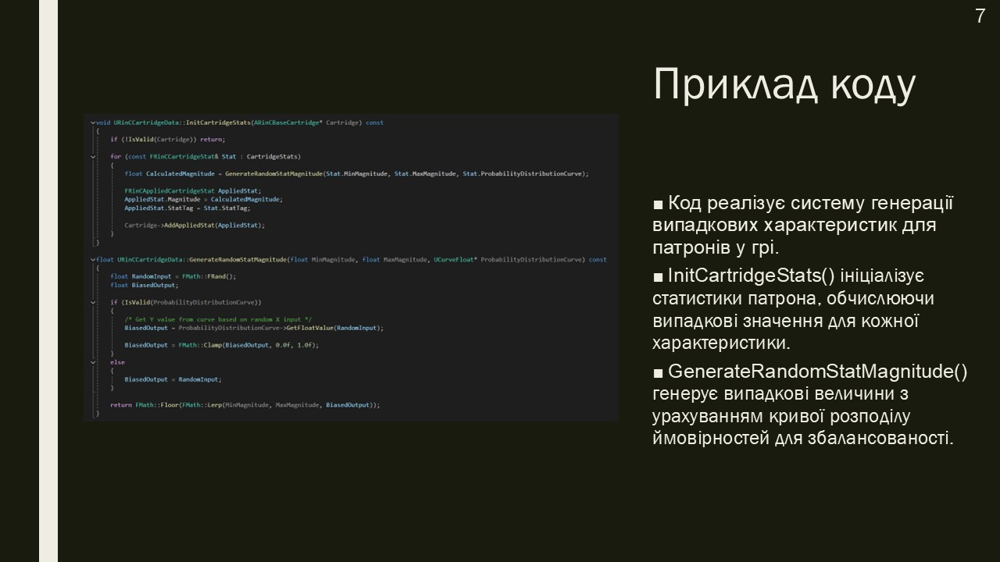 7
Приклад коду
void URinCCartridgeData::InitCartridgeStats(ARinCBaseCartridge* Cartridge) const
{
if (!IsValid(Cartridge)) return;
for (const FRinCCartridgeStat& Stat : CartridgeStats)
{
float CalculatedMagnitude = GenerateRandomStatMagnitude(Stat.MinMagnitude, Stat.MaxMagnitude, Stat.ProbabilityDistributionCurve);
FRinCAppliedCartridgeStat AppliedStat;
AppliedStat.Magnitude = CalculatedMagnitude;
AppliedStat.StatTag = Stat.StatTag;
Cartridge->AddAppliedStat(AppliedStat);
}
}
float URinCCartridgeData::GenerateRandomStatMagnitude(float MinMagnitude, float MaxMagnitude, UCurveFloat* ProbabilityDistributionCurve) const
{
float RandomInput = FMath::FRand();
float BiasedOutput;
if (IsValid(ProbabilityDistributionCurve))
{
/* Get Y value from curve based on random X input */
BiasedOutput = ProbabilityDistributionCurve->GetFloatValue(RandomInput);
BiasedOutput = FMath::Clamp(BiasedOutput, 0.0f, 1.0f);
}
else
{
BiasedOutput = RandomInput;
}
return FMath::Floor(FMath::Lerp(MinMagnitude, MaxMagnitude, BiasedOutput));
}
■ Код реалізує систему генерації
випадкових характеристик для
патронів у грі.
■ InitCartridgeStats() ініціалізує
статистики патрона, обчислюючи
випадкові значення для кожної
характеристики.
■ GenerateRandomStatMagnitude()
генерує випадкові величини з
урахуванням кривої розподілу
ймовірностей для збалансованості.